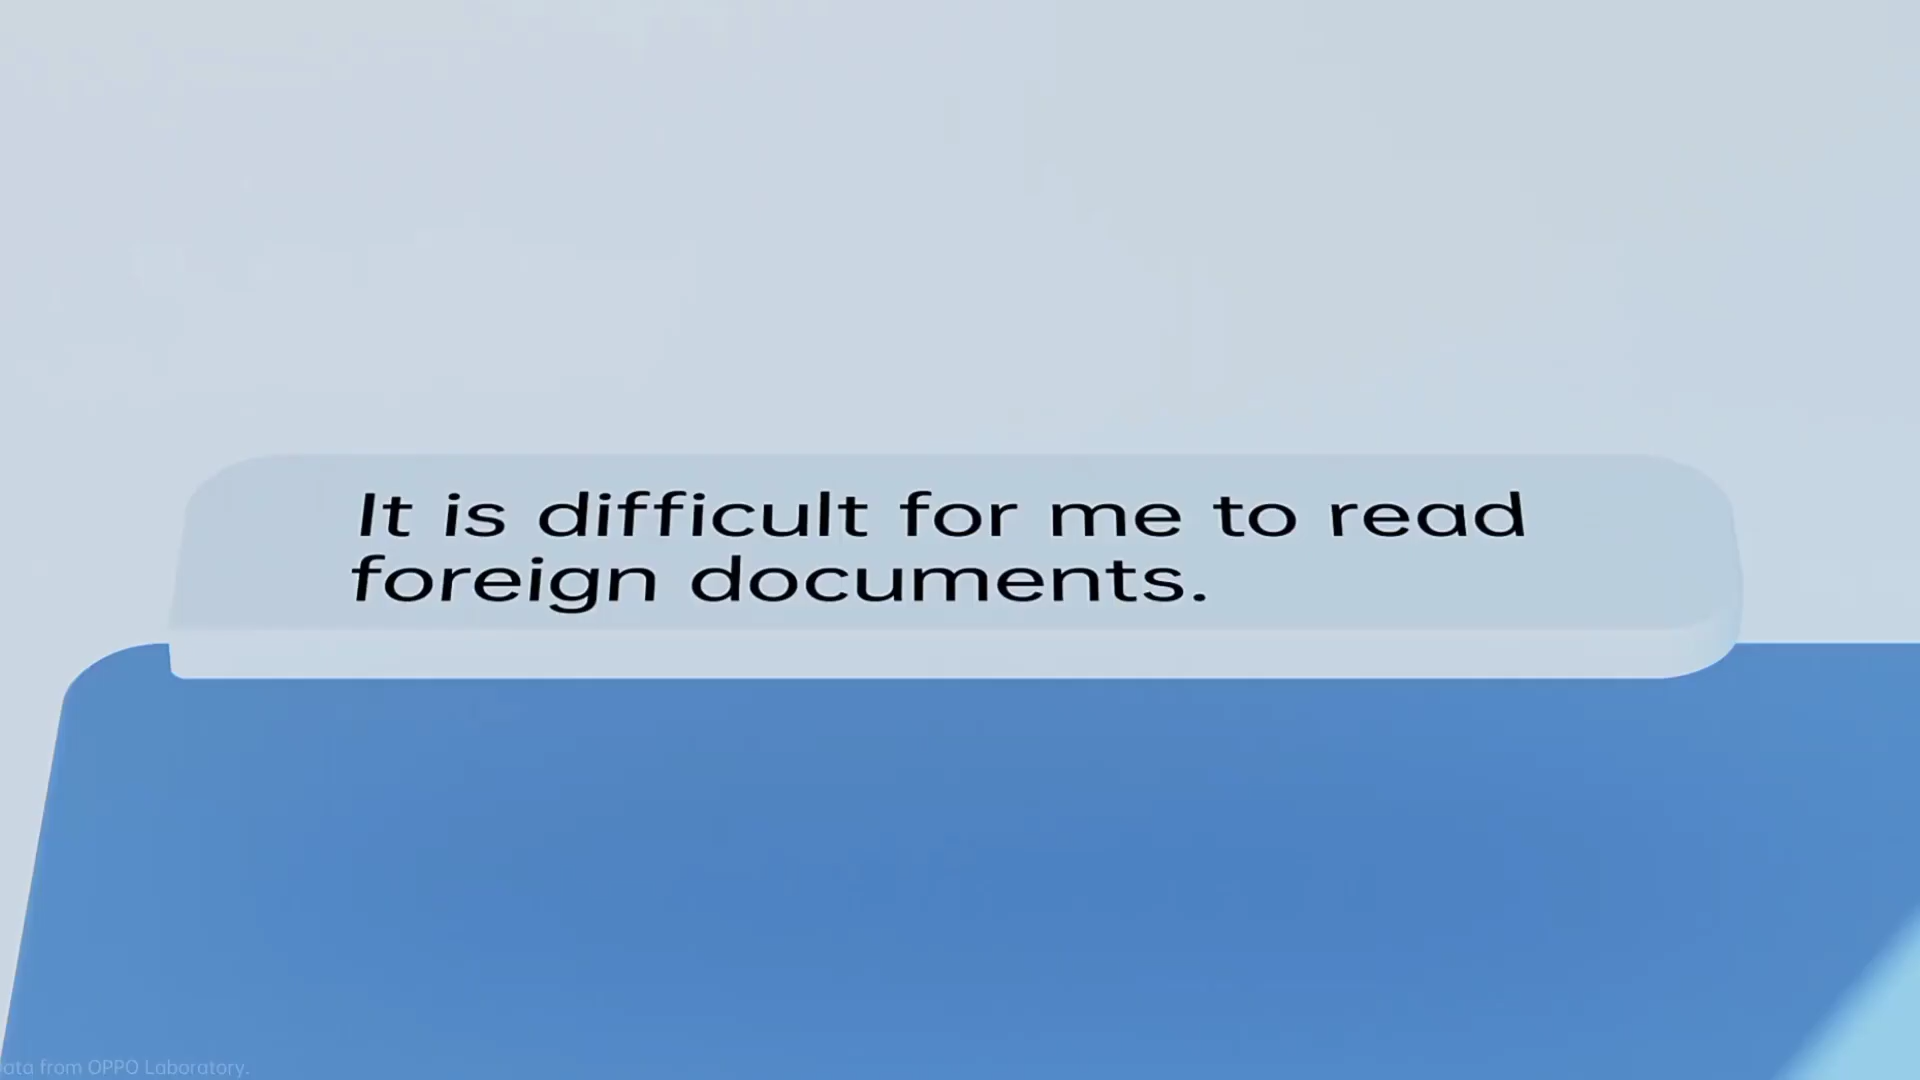 It is difficult for me to read
foreign documents.
ata from OPPO Laboratory.